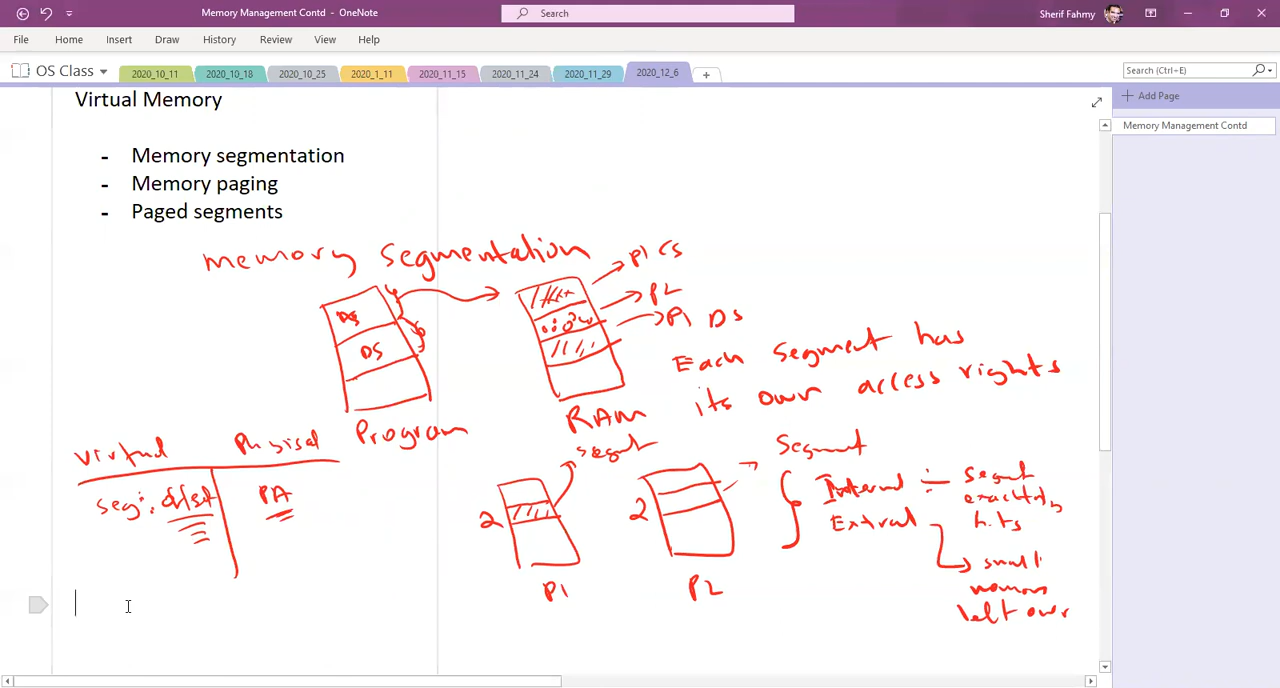 Memory Management Contd - OneNote
Search
Sherif Fahmy
File Home Insert Draw History Review View Help
OS Class
2020_10_11 2020_10_18 2020_10_25 2020_1_11 2020_11_15 2020_11_24 2020_11_29 2020_12_6
Search (Ctrl+E)
Add Page
Memory Management Contd
Virtual Memory
- Memory segmentation
- Memory paging
- Paged segments
memory segmentation
P1 CS
P2
P1 DS
DS
Program
RAM
Each segment has
its own access rights
virtual Physical
seg: offset PA
2
P1
2
P2
Segment
Internal
segment
exactly
fits
External
small
left over